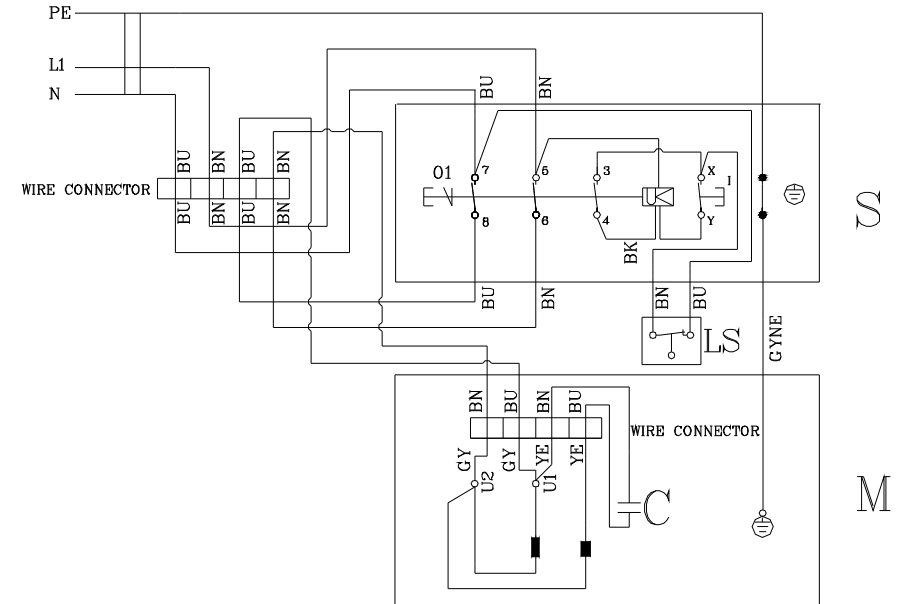 PE
L1
N
BU
BN
BU
BN
BU
BN
WIRE CONNECTOR
BU
BN
BU
BN
O1
7
5
3
X
I
8
6
4
Y
BK
S
BU
BN
BN
BU
LS
GYNE
BN
BU
BN
BU
WIRE CONNECTOR
GY
GY
YE
YE
U2
U1
C
M